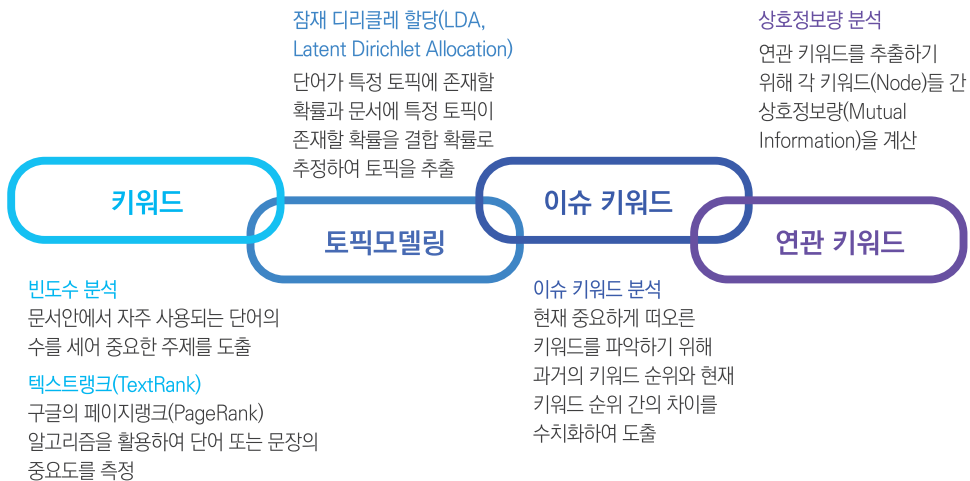 키워드
빈도수 분석
문서안에서 자주 사용되는 단어의
수를 세어 중요한 주제를 도출
텍스트랭크(TextRank)
구글의 페이지랭크(PageRank)
알고리즘을 활용하여 단어 또는 문장의
중요도를 측정
잠재 디리클레 할당(LDA,
Latent Dirichlet Allocation)
단어가 특정 토픽에 존재할
확률과 문서에 특정 토픽이
존재할 확률을 결합 확률로
추정하여 토픽을 추출
토픽모델링
이슈 키워드
이슈 키워드 분석
현재 중요하게 떠오른
키워드를 파악하기 위해
과거의 키워드 순위와 현재
키워드 순위 간의 차이를
수치화하여 도출
상호정보량 분석
연관 키워드를 추출하기
위해 각 키워드(Node)들 간
상호정보량(Mutual
Information)을 계산
연관 키워드